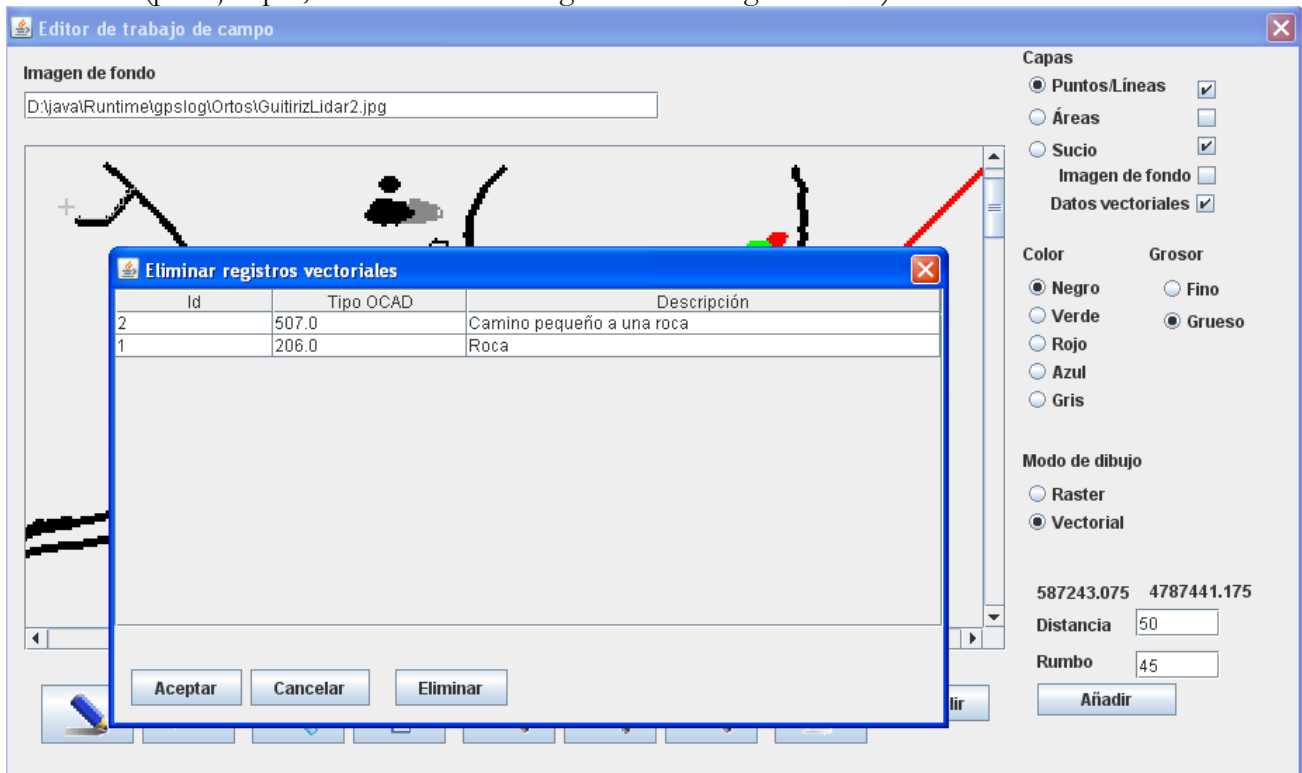 Editor de trabajo de campo
Imagen de fondo
D:\java\Runtime\gpslog\Ortos\GuitirizLidar2.jpg
Capas
Puntos/Líneas
Áreas
Sucio
Imagen de fondo
Datos vectoriales
Color Grosor
Negro Fino
Verde Grueso
Rojo
Azul
Gris
Modo de dibujo
Raster
Vectorial
587243.075 4787441.175
Distancia 50
Rumbo 45
Añadir
Eliminar registros vectoriales
Id Tipo OCAD Descripción
2 507.0 Camino pequeño a una roca
1 206.0 Roca
Aceptar Cancelar Eliminar
lir